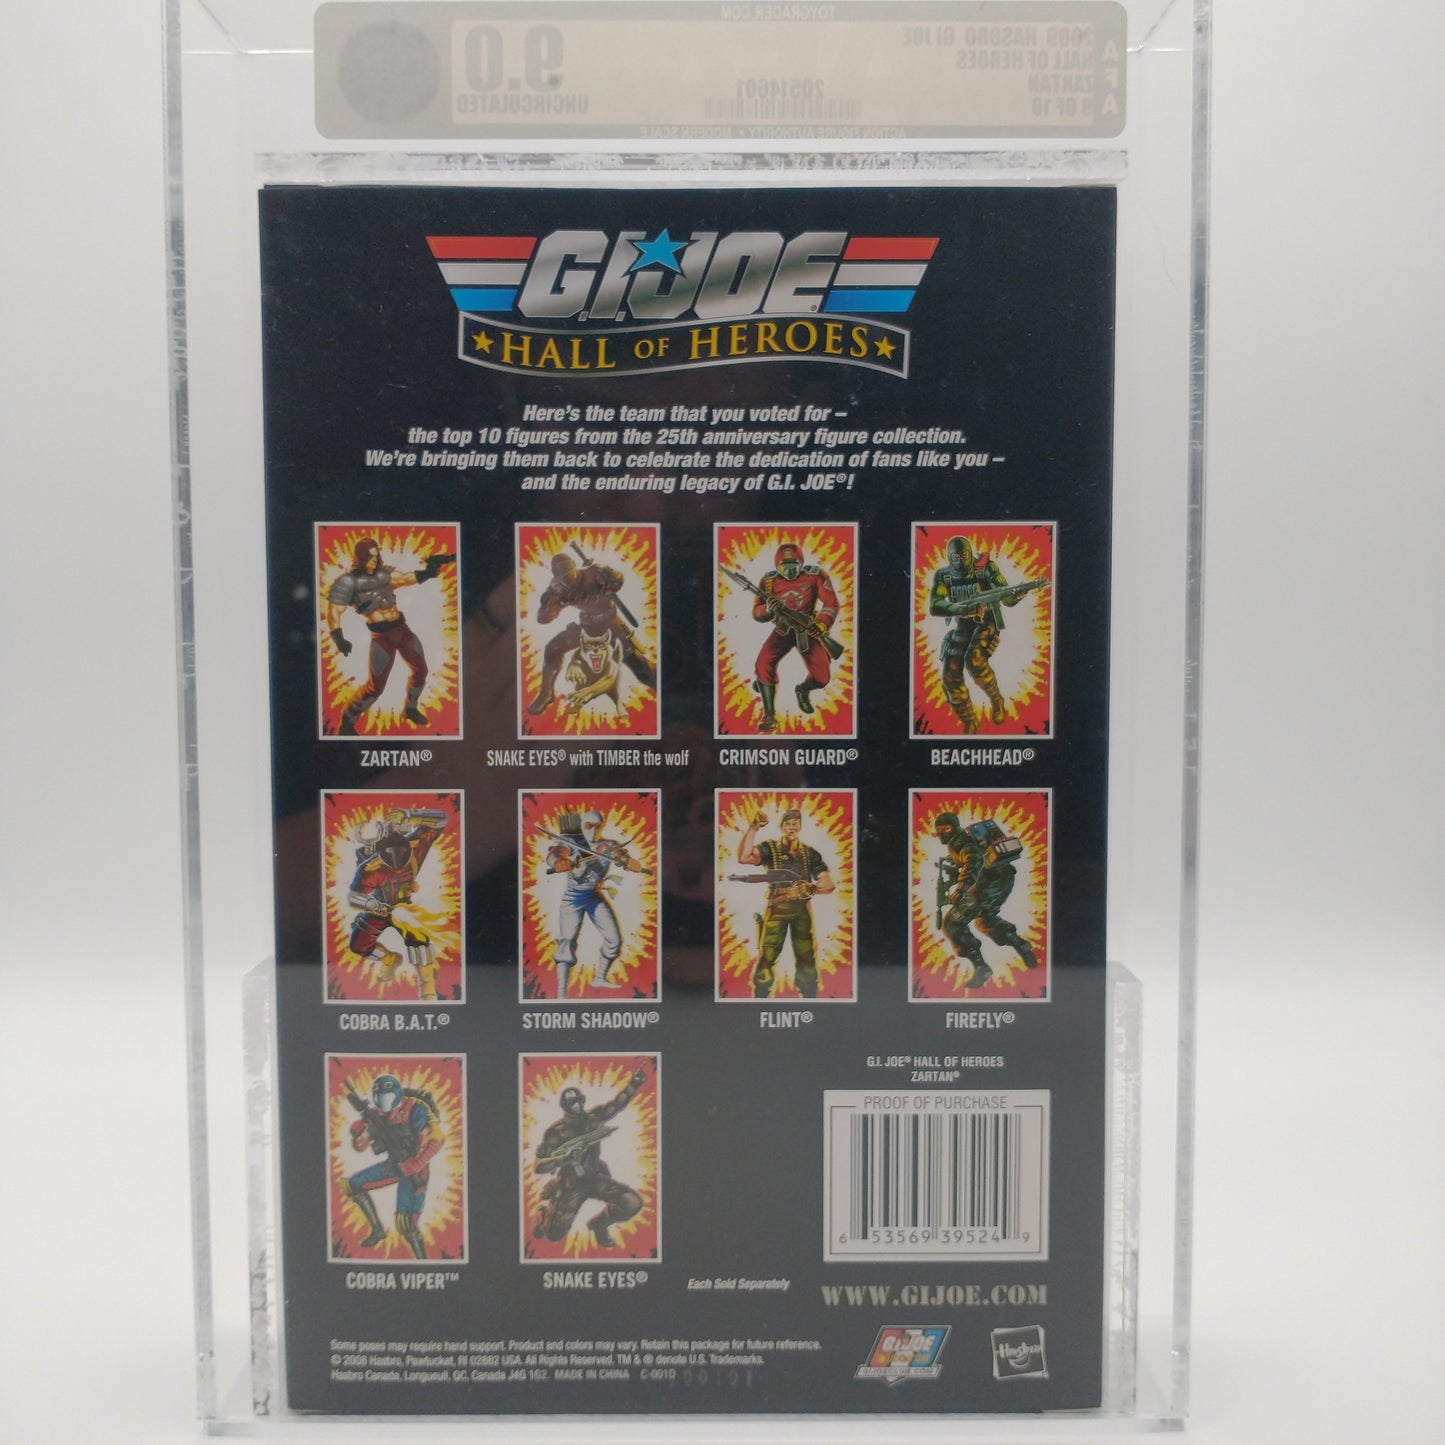 TOYGRADER.COM
2009 HASBRO GI JOE
HALL OF HEROES
ZARTAN
9 OF 10
AFA
20514601
9.0
UNCIRCULATED
ACTION FIGURE AUTHORITY • MODERN SCALE
G.I.JOE®
★HALL OF HEROES★
Here's the team that you voted for –
the top 10 figures from the 25th anniversary figure collection.
We're bringing them back to celebrate the dedication of fans like you –
and the enduring legacy of G.I. JOE®!
ZARTAN®
SNAKE EYES® with TIMBER the wolf
CRIMSON GUARD®
BEACHHEAD®
COBRA B.A.T.®
STORM SHADOW®
FLINT®
FIREFLY®
COBRA VIPER™
SNAKE EYES®
Each Sold Separately
G.I. JOE® HALL OF HEROES
ZARTAN®
PROOF OF PURCHASE
6 53569 39524 9
WWW.GIJOE.COM
Some poses may require hand support. Product and colors may vary. Retain this package for future reference.
© 2008 Hasbro, Pawtucket, RI 02862 USA. All Rights Reserved. TM & ® denote U.S. Trademarks.
Hasbro Canada, Longueuil, QC, Canada J4G 1G2. MADE IN CHINA C-001D
G.I.JOE
Hasbro